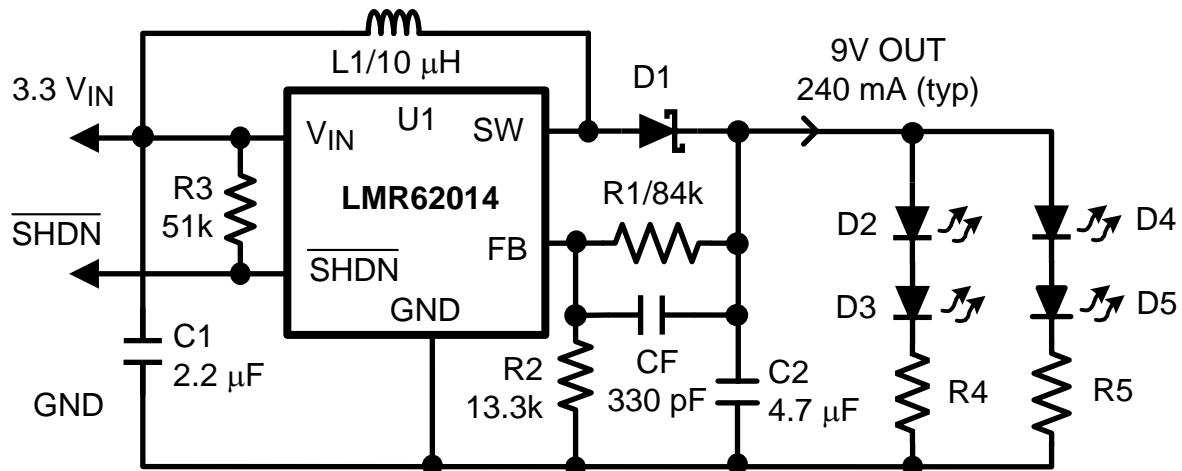 L1/10 μH
9V OUT
240 mA (typ)
D1
3.3 VIN
U1
VIN
SW
R3
51k
LMR62014
R1/84k
SHDN
SHDN
FB
GND
D2
D4
D3
D5
C1
2.2 μF
R2
13.3k
CF
330 pF
C2
4.7 μF
R4
R5
GND